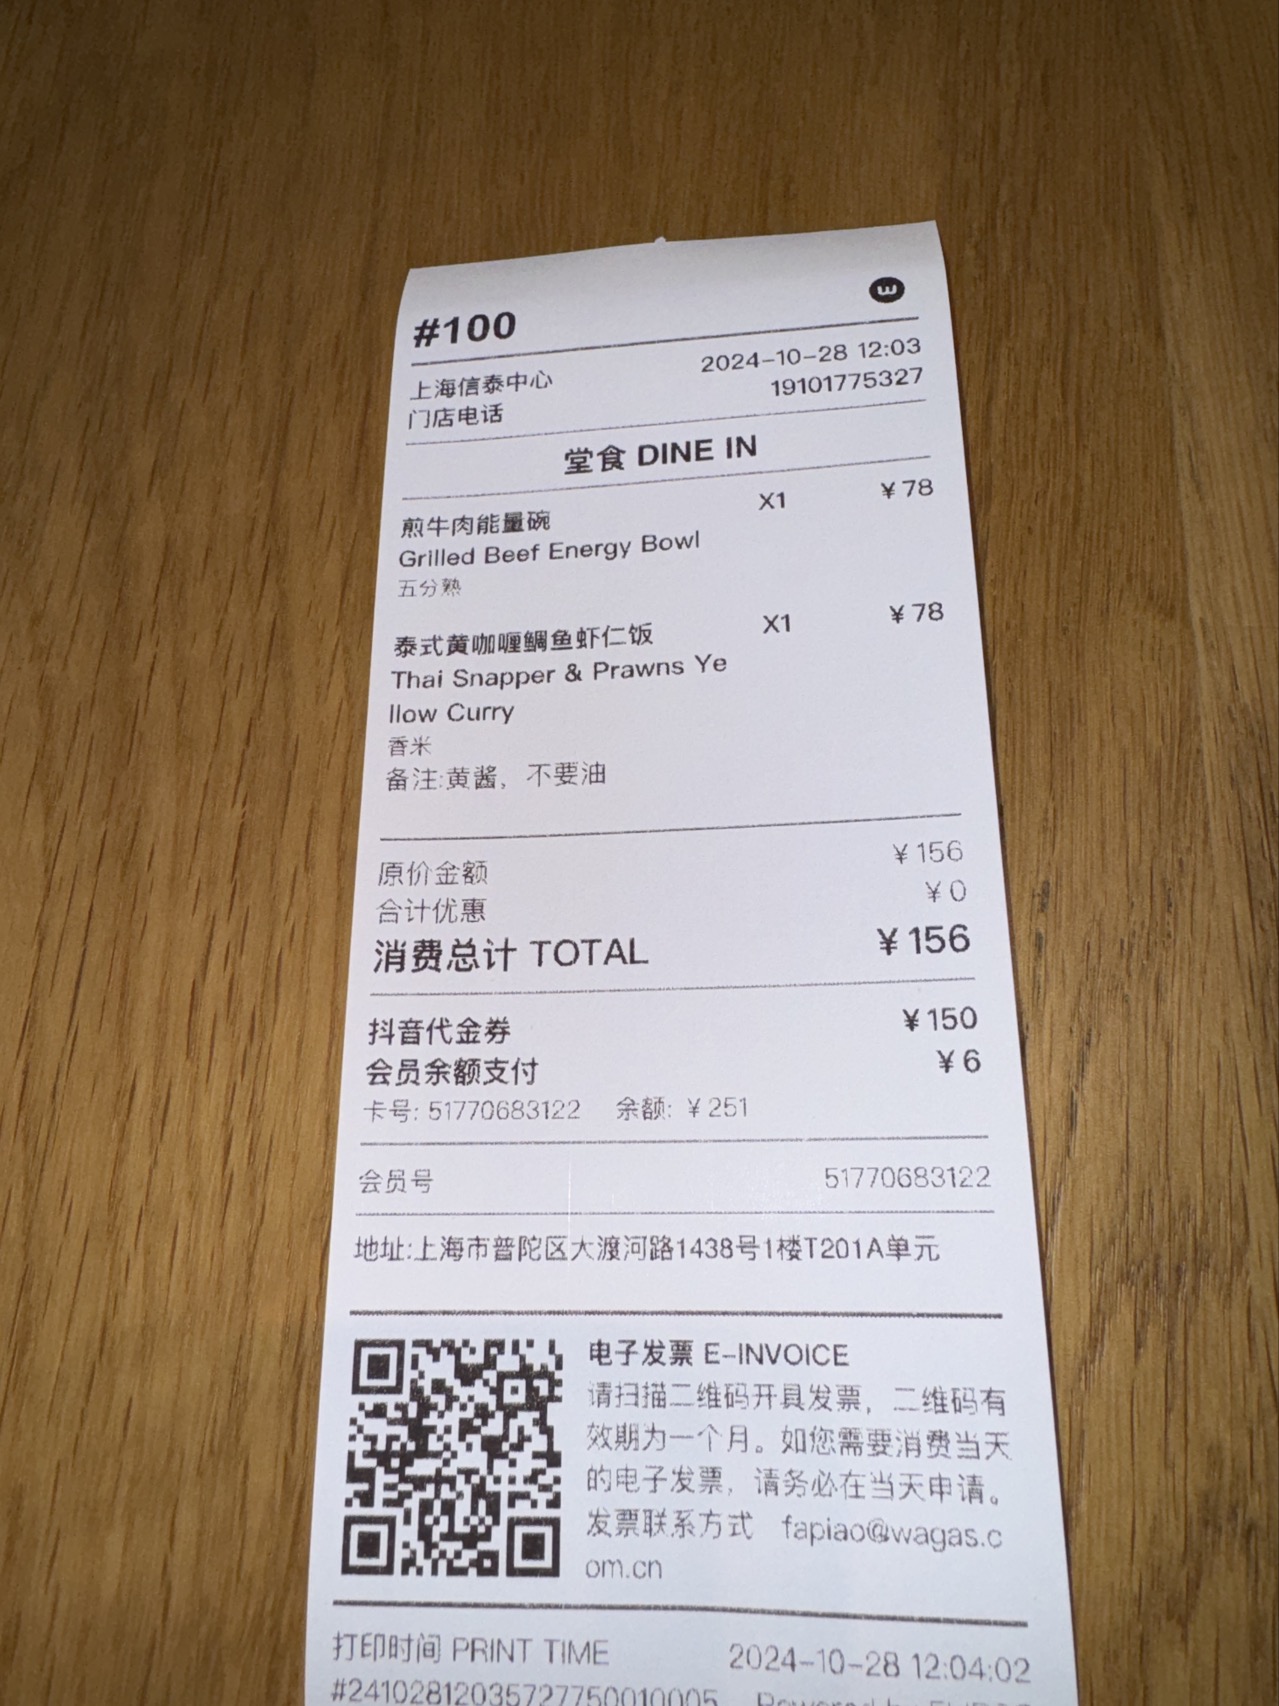 #100
上海信泰中心 2024-10-28 12:03
门店电话 19101775327
堂食 DINE IN
煎牛肉能量碗 X1 ¥78
Grilled Beef Energy Bowl
五分熟
泰式黄咖喱鲷鱼虾仁饭 X1 ¥78
Thai Snapper & Prawns Ye
llow Curry
香米
备注:黄酱，不要油
原价金额 ¥156
合计优惠 ¥0
消费总计 TOTAL ¥156
抖音代金券 ¥150
会员余额支付 ¥6
卡号: 51770683122 余额: ¥251
会员号 51770683122
地址:上海市普陀区大渡河路1438号1楼T201A单元
电子发票 E-INVOICE
请扫描二维码开具发票，二维码有
效期为一个月。如您需要消费当天
的电子发票，请务必在当天申请。
发票联系方式 fapiao@wagas.c
om.cn
打印时间 PRINT TIME 2024-10-28 12:04:02
#241028120357277500​10005 Powered by